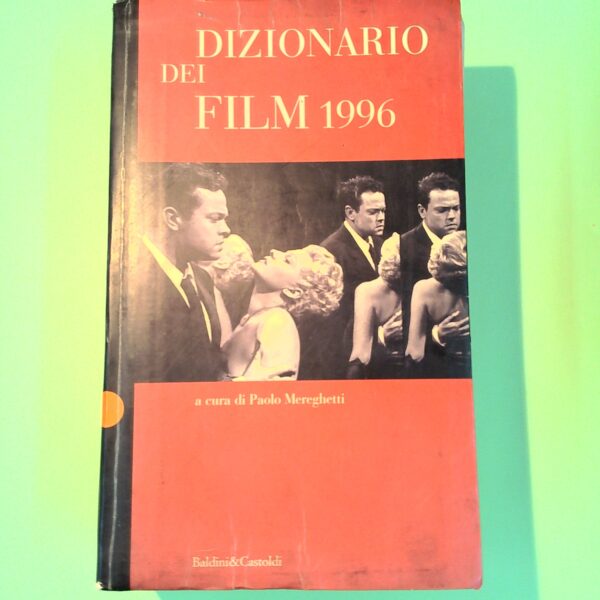 DIZIONARIO
DEI
FILM 1996
a cura di Paolo Mereghetti
Baldini&Castoldi